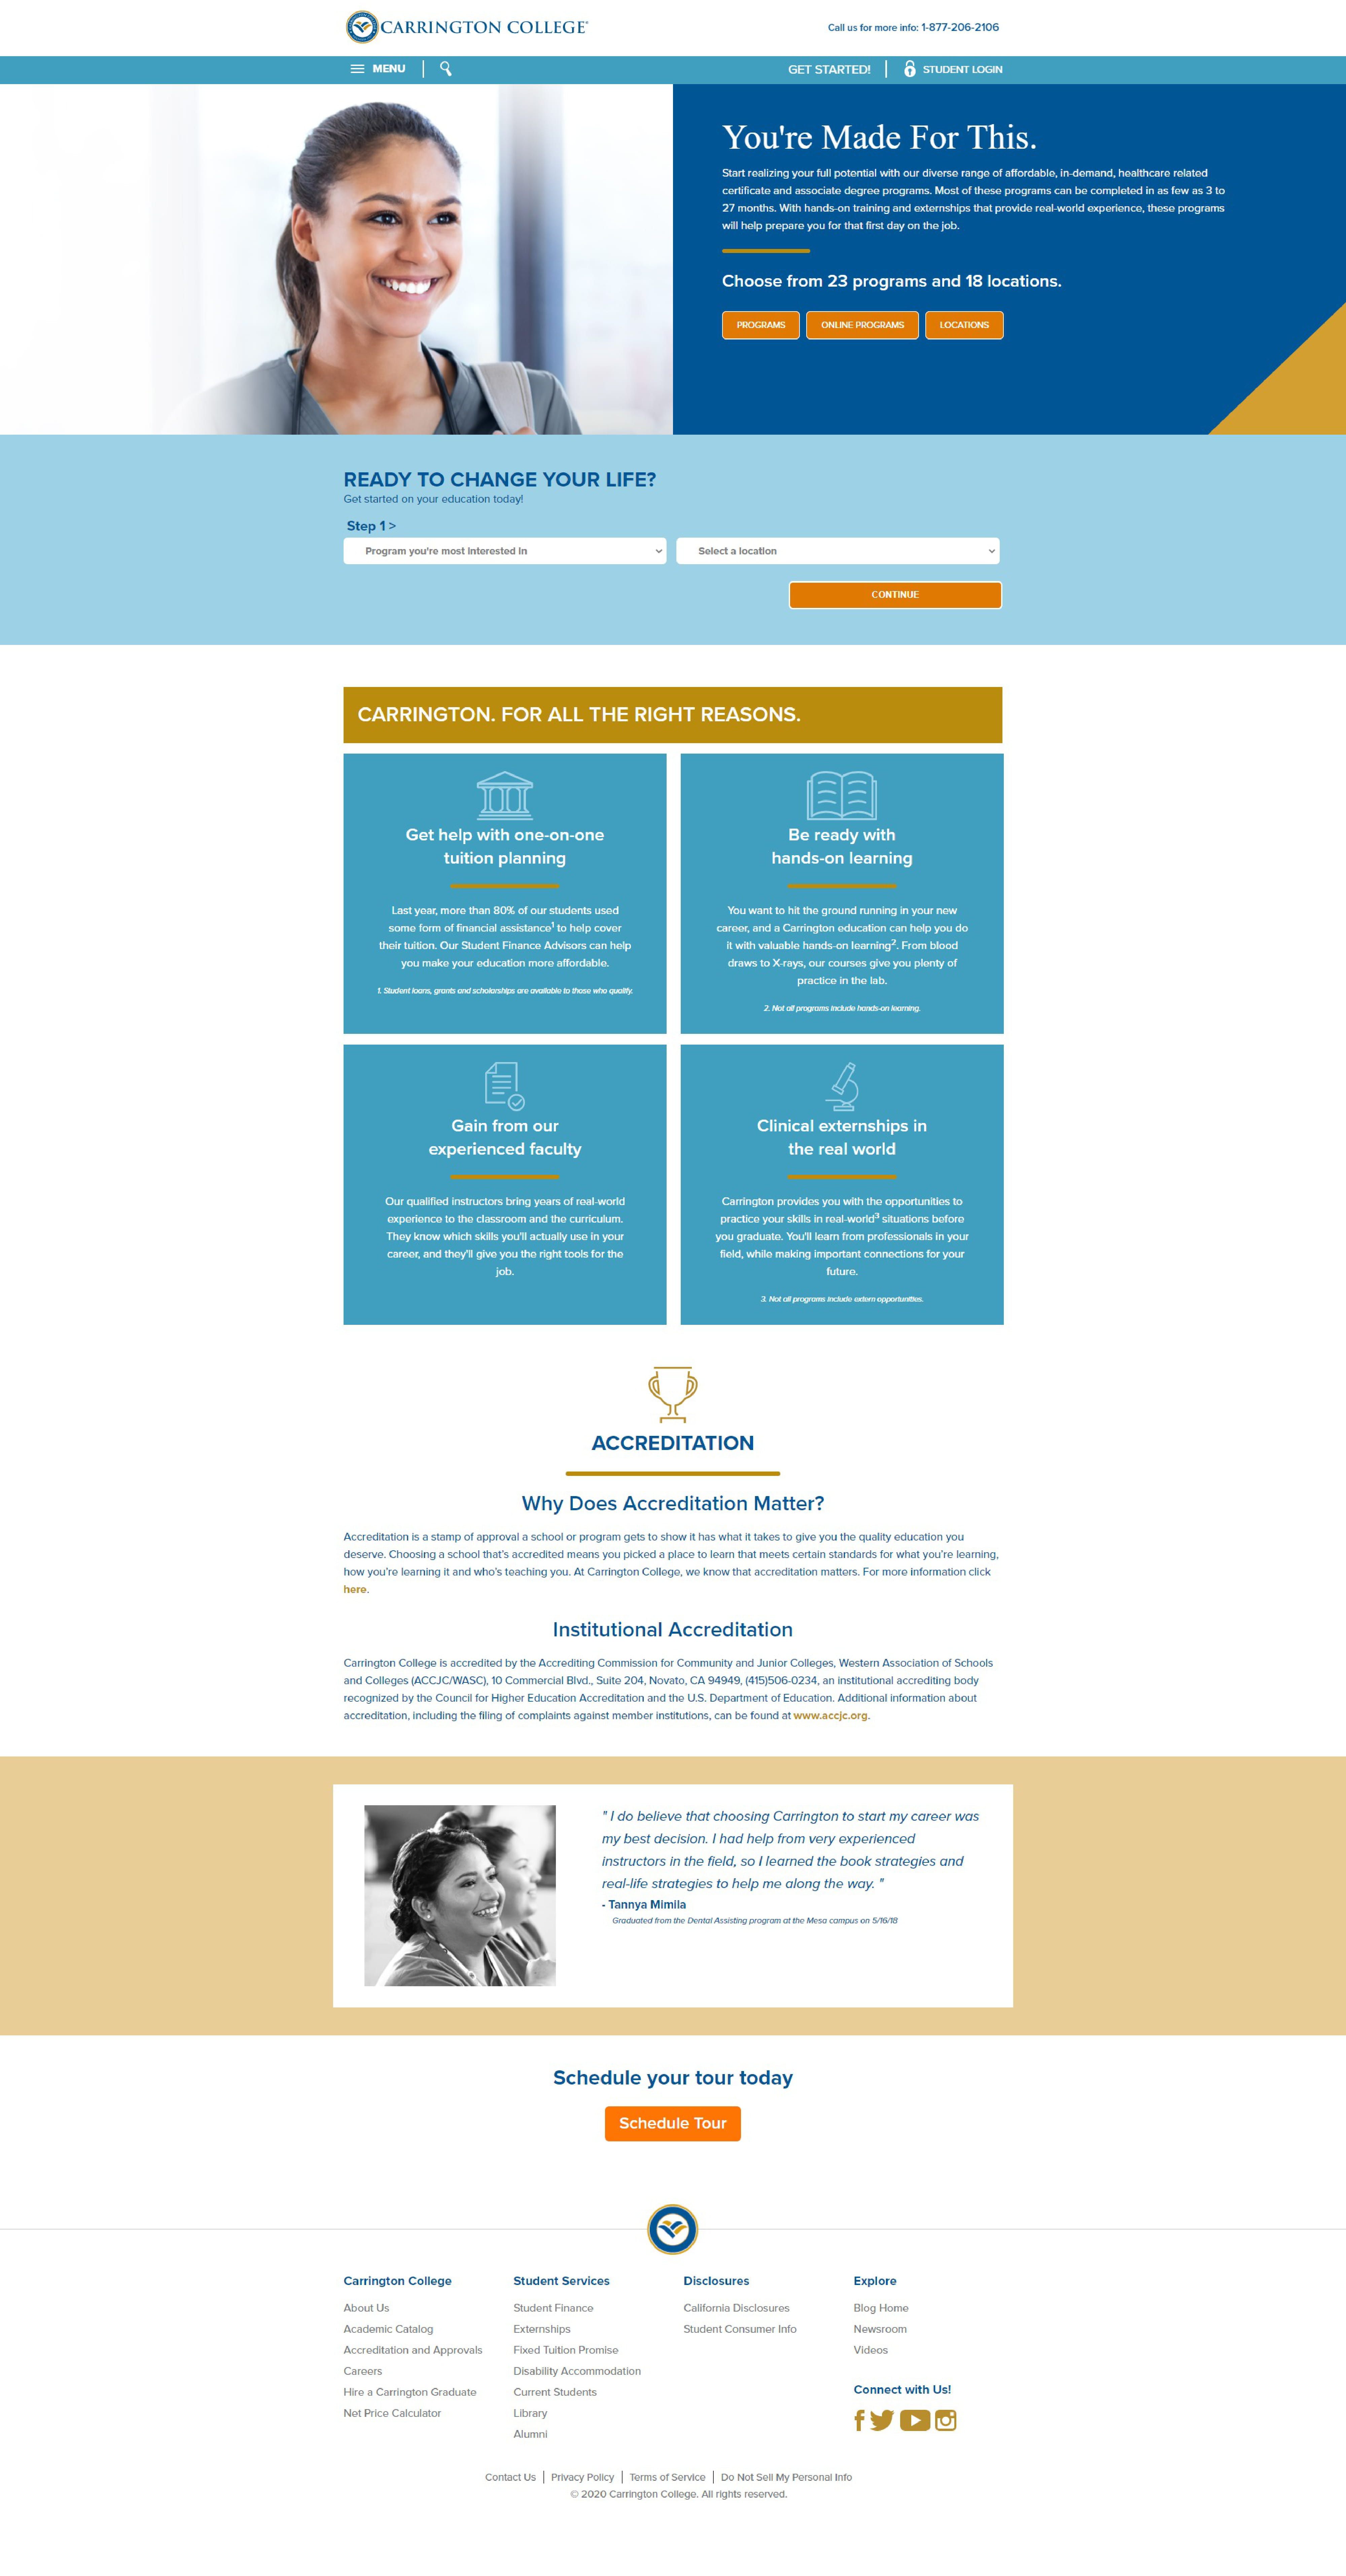 CARRINGTON COLLEGE®
Call us for more info: 1-877-206-2106
MENU
GET STARTED!
STUDENT LOGIN
You're Made For This.
Start realizing your full potential with our diverse range of affordable, in-demand, healthcare related
certificate and associate degree programs. Most of these programs can be completed in as few as 3 to
27 months. With hands-on training and externships that provide real-world experience, these programs
will help prepare you for that first day on the job.
Choose from 23 programs and 18 locations.
PROGRAMS
ONLINE PROGRAMS
LOCATIONS
READY TO CHANGE YOUR LIFE?
Get started on your education today!
Step 1 >
Program you're most interested in
Select a location
CONTINUE
CARRINGTON. FOR ALL THE RIGHT REASONS.
Get help with one-on-one
tuition planning
Last year, more than 80% of our students used
some form of financial assistance1 to help cover
their tuition. Our Student Finance Advisors can help
you make your education more affordable.
1. Student loans, grants and scholarships are available to those who qualify.
Be ready with
hands-on learning
You want to hit the ground running in your new
career, and a Carrington education can help you do
it with valuable hands-on learning2. From blood
draws to X-rays, our courses give you plenty of
practice in the lab.
2. Not all programs include hands-on learning.
Gain from our
experienced faculty
Our qualified instructors bring years of real-world
experience to the classroom and the curriculum.
They know which skills you'll actually use in your
career, and they'll give you the right tools for the
job.
Clinical externships in
the real world
Carrington provides you with the opportunities to
practice your skills in real-world3 situations before
you graduate. You'll learn from professionals in your
field, while making important connections for your
future.
3. Not all programs include extern opportunities.
ACCREDITATION
Why Does Accreditation Matter?
Accreditation is a stamp of approval a school or program gets to show it has what it takes to give you the quality education you
deserve. Choosing a school that's accredited means you picked a place to learn that meets certain standards for what you're learning,
how you're learning it and who's teaching you. At Carrington College, we know that accreditation matters. For more information click
here.
Institutional Accreditation
Carrington College is accredited by the Accrediting Commission for Community and Junior Colleges, Western Association of Schools
and Colleges (ACCJC/WASC), 10 Commercial Blvd., Suite 204, Novato, CA 94949, (415)506-0234, an institutional accrediting body
recognized by the Council for Higher Education Accreditation and the U.S. Department of Education. Additional information about
accreditation, including the filing of complaints against member institutions, can be found at www.accjc.org.
" I do believe that choosing Carrington to start my career was
my best decision. I had help from very experienced
instructors in the field, so I learned the book strategies and
real-life strategies to help me along the way. "
- Tannya Mimila
Graduated from the Dental Assisting program at the Mesa campus on 5/16/18
Schedule your tour today
Schedule Tour
Carrington College
About Us
Academic Catalog
Accreditation and Approvals
Careers
Hire a Carrington Graduate
Net Price Calculator
Student Services
Student Finance
Externships
Fixed Tuition Promise
Disability Accommodation
Current Students
Library
Alumni
Disclosures
California Disclosures
Student Consumer Info
Explore
Blog Home
Newsroom
Videos
Connect with Us!
Contact Us | Privacy Policy | Terms of Service | Do Not Sell My Personal Info
© 2020 Carrington College. All rights reserved.